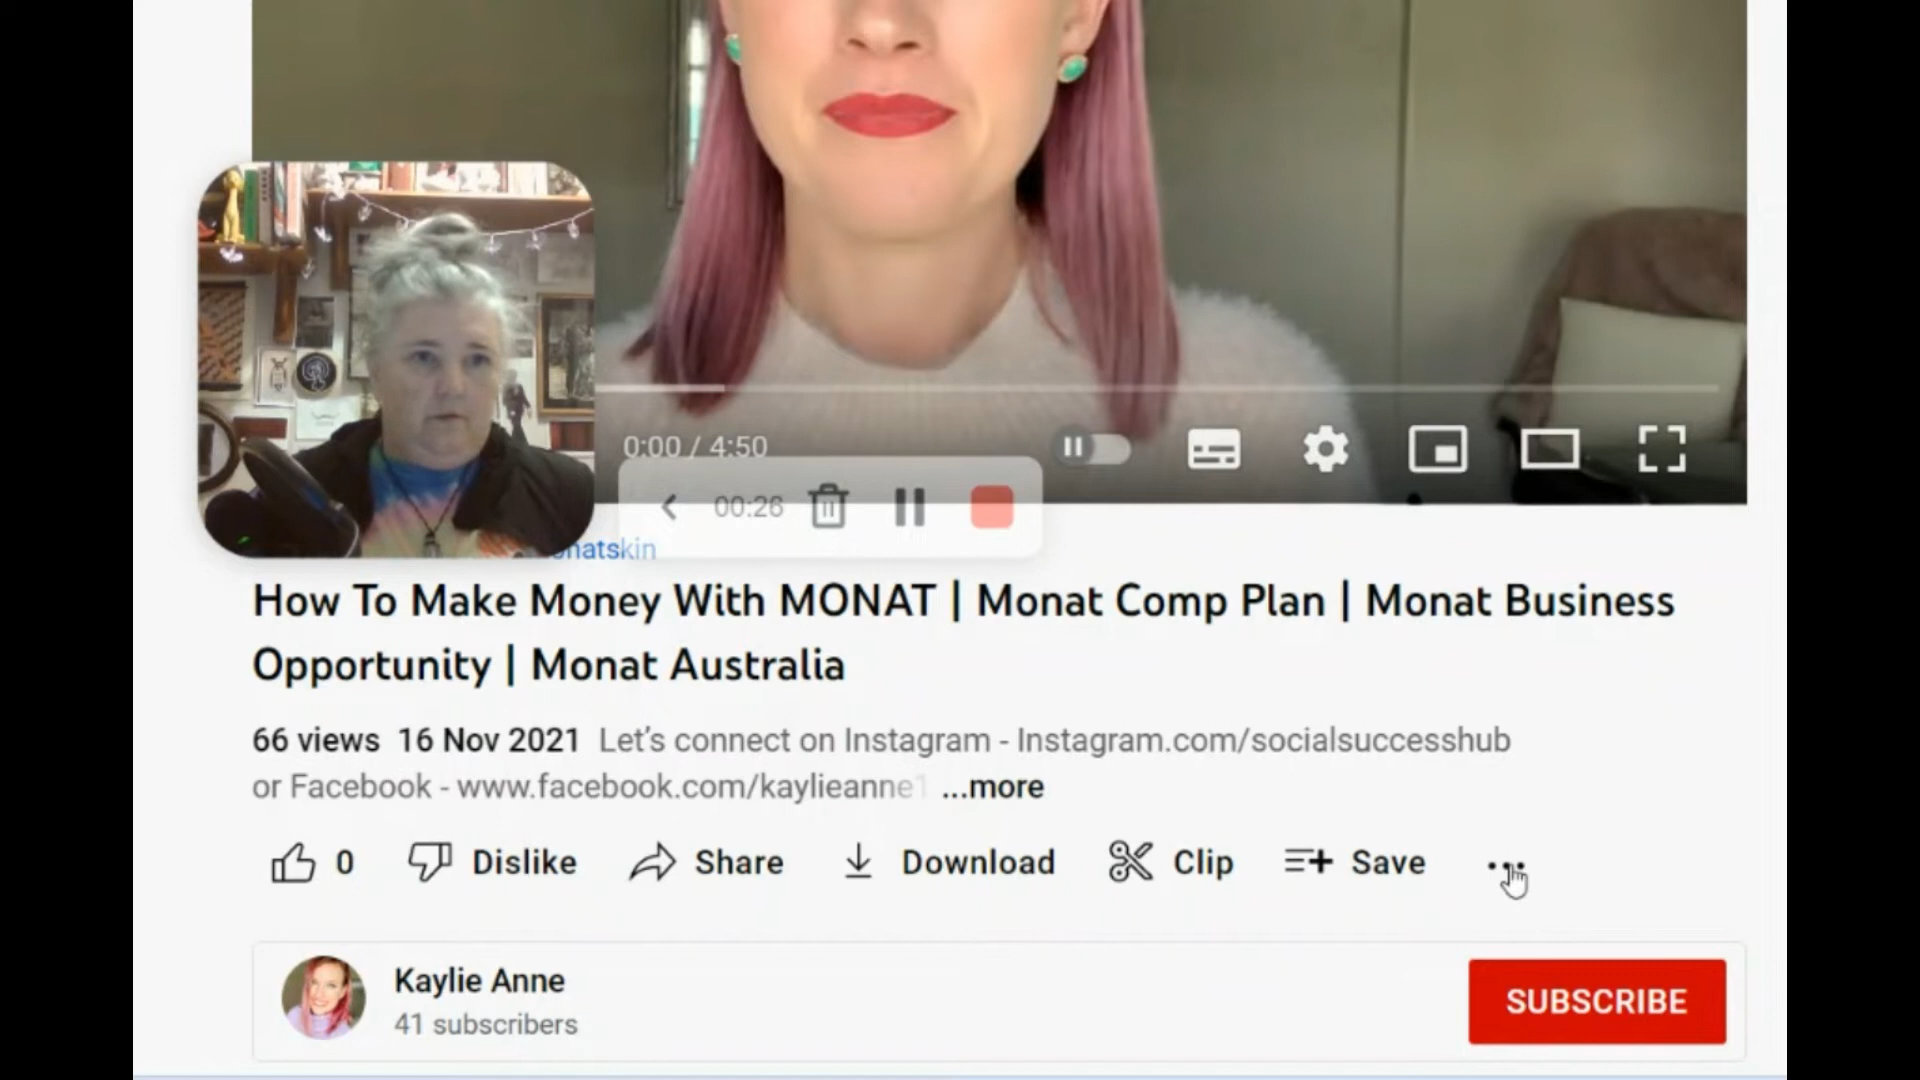 0:00 / 4:50
00:26
natskin
How To Make Money With MONAT | Monat Comp Plan | Monat Business
Opportunity | Monat Australia
66 views 16 Nov 2021 Let's connect on Instagram - Instagram.com/socialsuccesshub
or Facebook - www.facebook.com/kaylieanne1 ...more
0 Dislike Share Download Clip Save
Kaylie Anne
41 subscribers
SUBSCRIBE